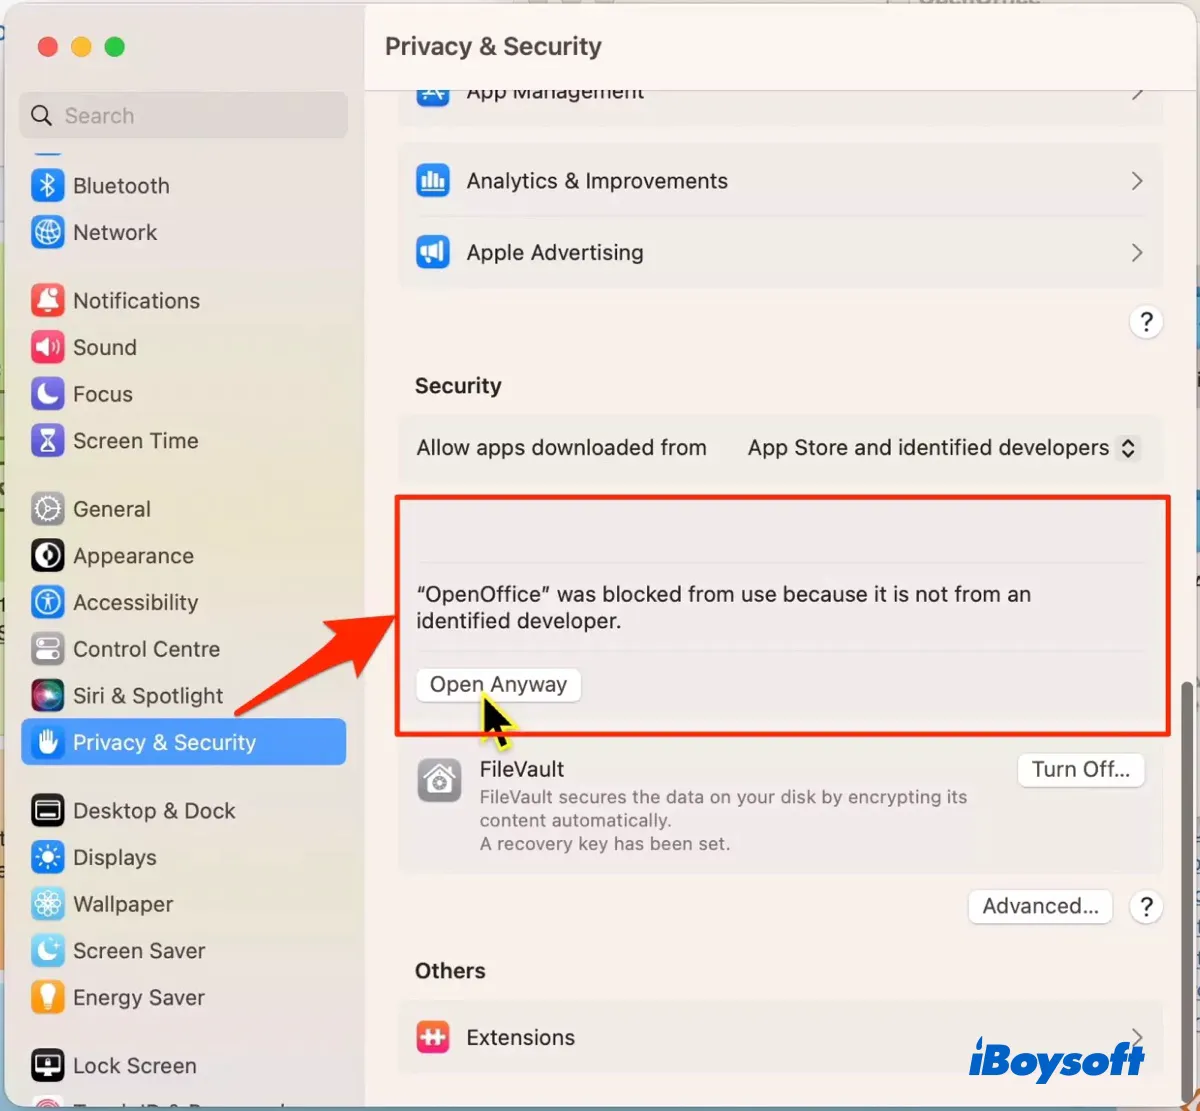 OpenOffice
Privacy & Security
Search
Bluetooth
Network
Notifications
Sound
Focus
Screen Time
General
Appearance
Accessibility
Control Centre
Siri & Spotlight
Privacy & Security
Desktop & Dock
Displays
Wallpaper
Screen Saver
Energy Saver
Lock Screen
App Management
Analytics & Improvements
Apple Advertising
?
Security
Allow apps downloaded from
App Store and identified developers
“OpenOffice” was blocked from use because it is not from an
identified developer.
Open Anyway
FileVault
Turn Off...
FileVault secures the data on your disk by encrypting its
content automatically.
A recovery key has been set.
Advanced...
?
Others
Extensions
iBoysoft